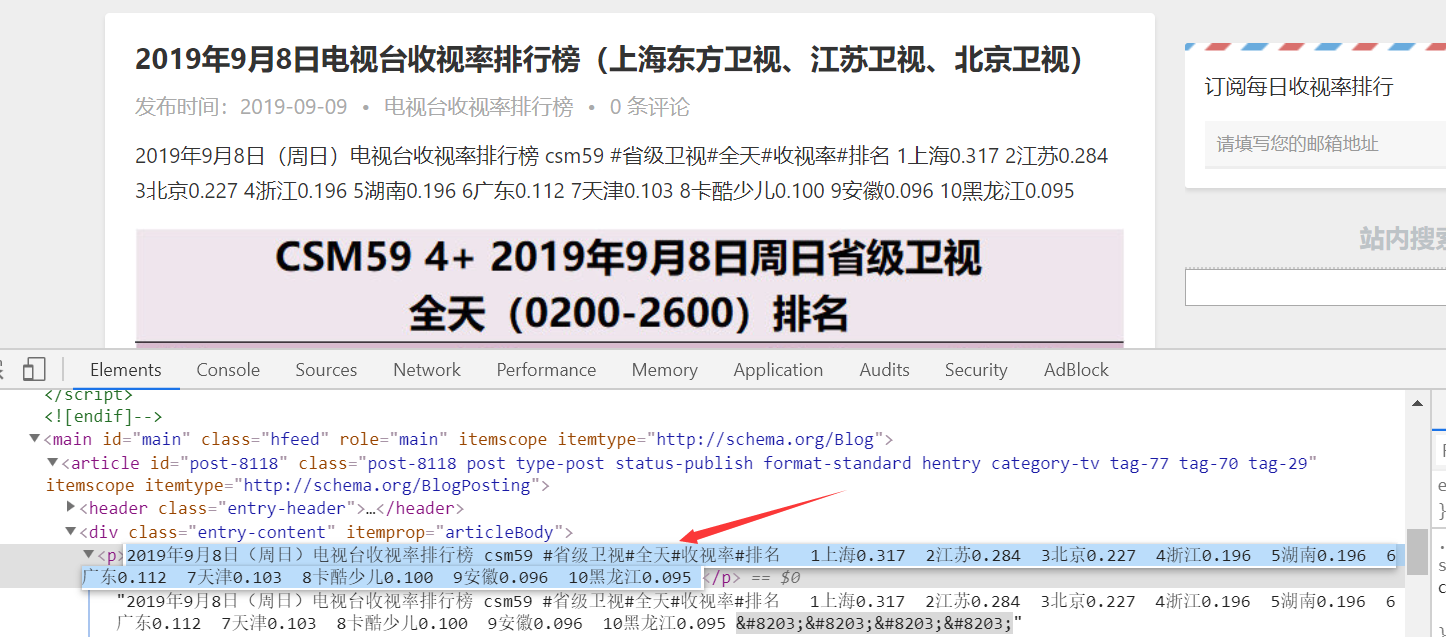 2019年9月8日电视台收视率排行榜（上海东方卫视、江苏卫视、北京卫视）
发布时间：2019-09-09 • 电视台收视率排行榜 • 0 条评论
2019年9月8日（周日）电视台收视率排行榜 csm59 #省级卫视#全天#收视率#排名 1上海0.317 2江苏0.284
3北京0.227 4浙江0.196 5湖南0.196 6广东0.112 7天津0.103 8卡酷少儿0.100 9安徽0.096 10黑龙江0.095
CSM59 4+ 2019年9月8日周日省级卫视
全天（0200-2600）排名
订阅每日收视率排行
请填写您的邮箱地址
站内搜索
Elements Console Sources Network Performance Memory Application Audits Security AdBlock
</script>
<![endif]-->
<main id="main" class="hfeed" role="main" itemscope itemtype="http://schema.org/Blog">
<article id="post-8118" class="post-8118 post type-post status-publish format-standard hentry category-tv tag-77 tag-70 tag-29"
itemscope itemtype="http://schema.org/BlogPosting">
<header class="entry-header">…</header>
<div class="entry-content" itemprop="articleBody">
<p>2019年9月8日（周日）电视台收视率排行榜 csm59 #省级卫视#全天#收视率#排名 1上海0.317 2江苏0.284 3北京0.227 4浙江0.196 5湖南0.196 6
广东0.112 7天津0.103 8卡酷少儿0.100 9安徽0.096 10黑龙江0.095 </p> == $0
"2019年9月8日（周日）电视台收视率排行榜 csm59 #省级卫视#全天#收视率#排名 1上海0.317 2江苏0.284 3北京0.227 4浙江0.196 5湖南0.196 6
广东0.112 7天津0.103 8卡酷少儿0.100 9安徽0.096 10黑龙江0.095 &#8203;&#8203;&#8203;&#8203;"